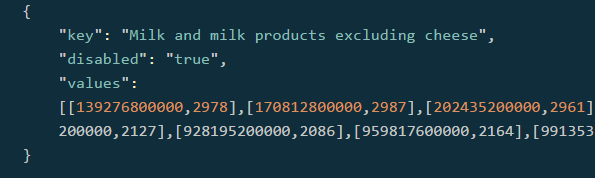 {
"key": "Milk and milk products excluding cheese",
"disabled": "true",
"values":
[[139276800000,2978],[170812800000,2987],[202435200000,2961]
200000,2127],[928195200000,2086],[959817600000,2164],[991353
}